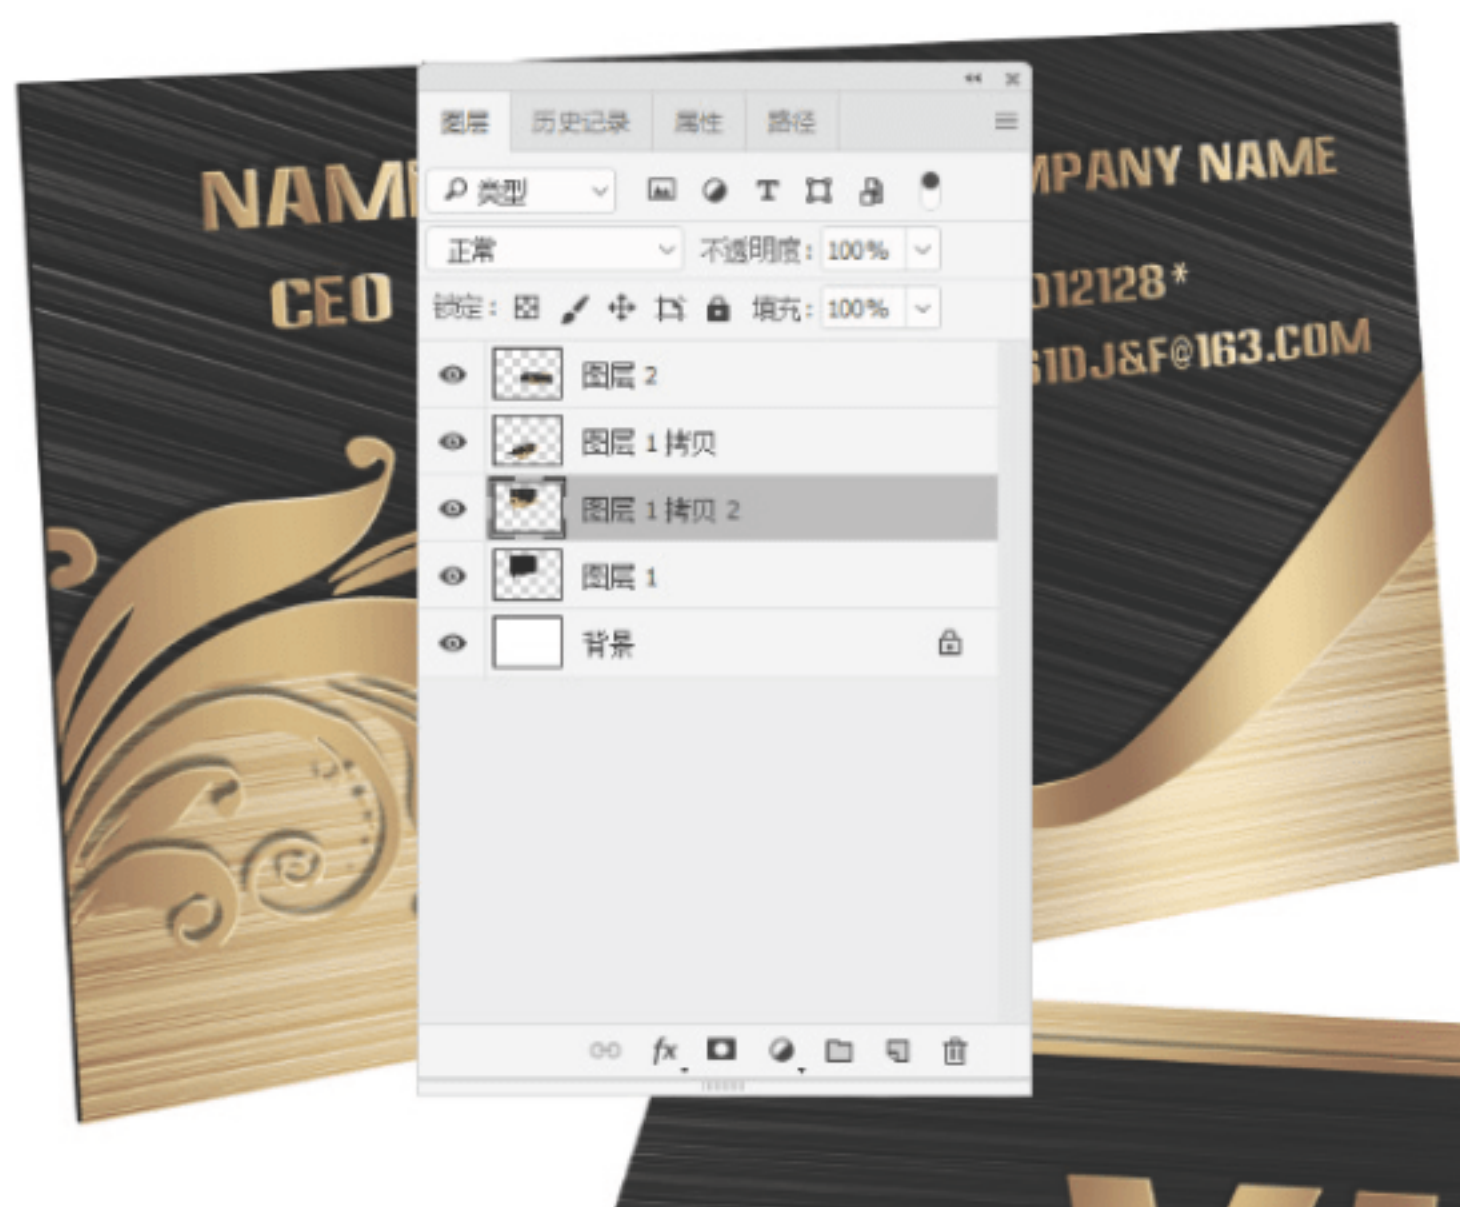 图层 历史记录 属性 路径
类型
正常 不透明度: 100%
锁定: 填充: 100%
图层 2
图层 1 拷贝
图层 1 拷贝 2
图层 1
背景
fx
NAM
CEO
MPANY NAME
012128*
61DJ&F@163.COM